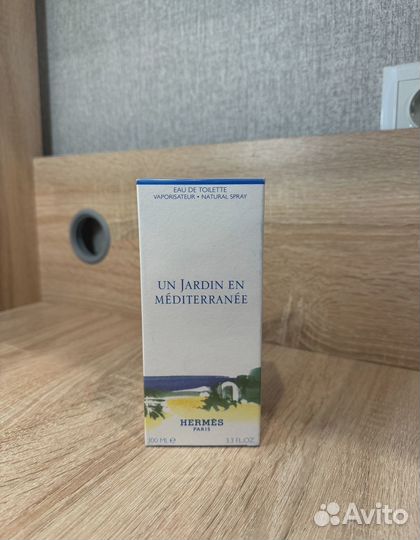 EAU DE TOILETTE
VAPORISATEUR • NATURAL SPRAY
UN JARDIN EN
MÉDITERRANÉE
HERMÈS
PARIS
100 ML ℮ 3.3 FL.OZ
Avito